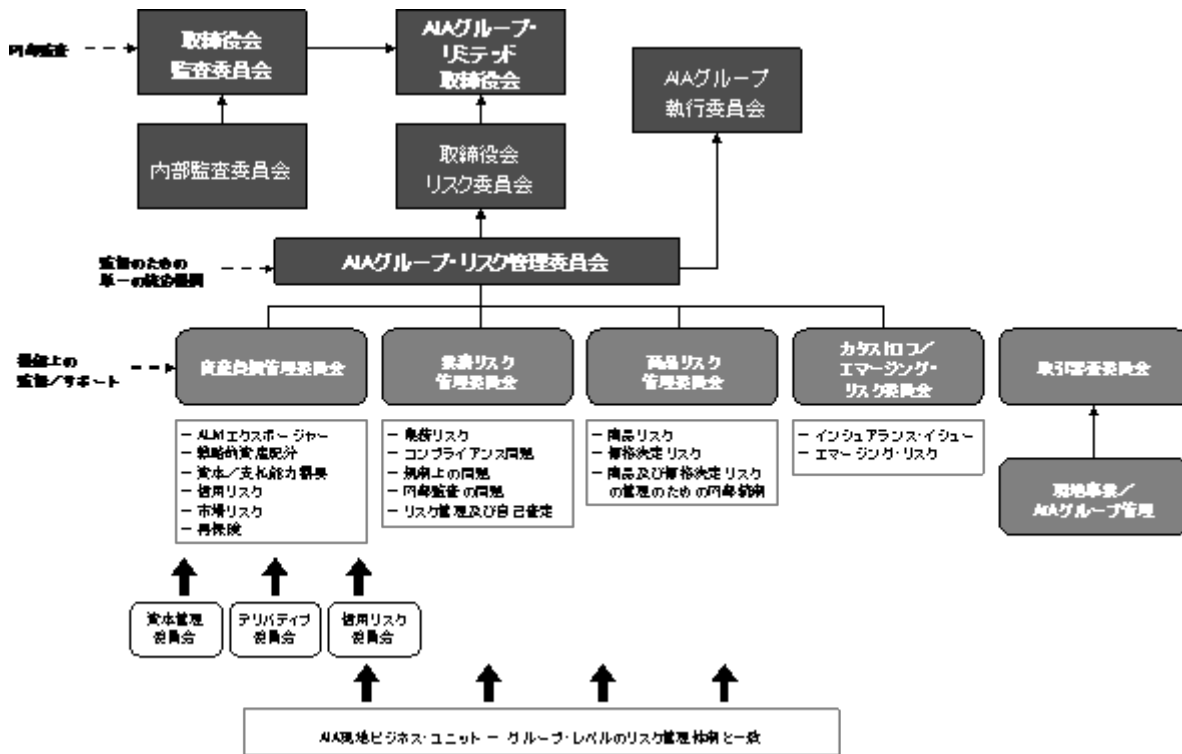 取締役会
監査委員会
AIAグループ・
リミテッド
取締役会
内部監査
AIAグループ
執行委員会
内部監査委員会
取締役会
リスク委員会
監督のための
単一の統治機関
AIAグループ・リスク管理委員会
監督/サポート
資産負債管理委員会
業務リスク
管理委員会
商品リスク
管理委員会
カタストロフ/
エマージング・
リスク委員会
取引審査委員会
− ALMエクスポージャー
− 戦略的資産配分
− 資本/支払能力概要
− 信用リスク
− 市場リスク
− 再保険
− 業務リスク
− コンプライアンス問題
− 規制上の問題
− 内部監査の問題
− リスク管理及び自己査定
− 商品リスク
− 価格決定リスク
− 商品及び価格決定リスク
の管理のための内部統制
− インシュアランス・イシュー
− エマージング・リスク
現地事業/
AIAグループ管理
資本管理
委員会
デリバティブ
委員会
信用リスク
委員会
AIA現地ビジネス・ユニット − グループ・レベルのリスク管理体制と一致